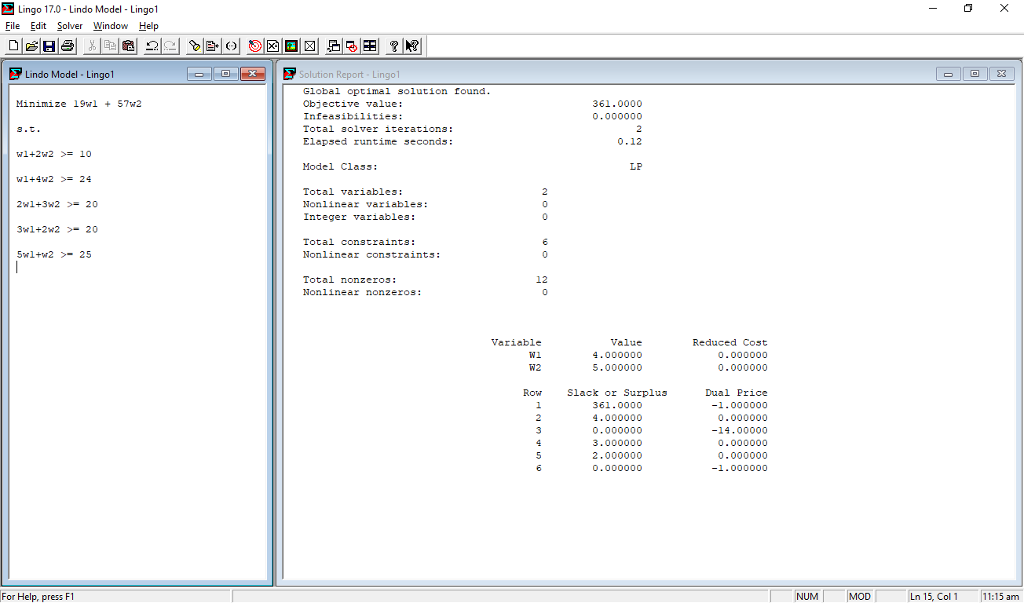 Lingo 17.0 - Lindo Model - Lingo1
File Edit Solver Window Help
Lindo Model - Lingo1
Minimize 19w1 + 57w2
s.t.
w1+2w2 >= 10
w1+4w2 >= 24
2w1+3w2 >= 20
3w1+2w2 >= 20
5w1+w2 >= 25
Solution Report - Lingo1
Global optimal solution found.
Objective value: 361.0000
Infeasibilities: 0.000000
Total solver iterations: 2
Elapsed runtime seconds: 0.12
Model Class: LP
Total variables: 2
Nonlinear variables: 0
Integer variables: 0
Total constraints: 6
Nonlinear constraints: 0
Total nonzeros: 12
Nonlinear nonzeros: 0
Variable Value Reduced Cost
W1 4.000000 0.000000
W2 5.000000 0.000000
Row Slack or Surplus Dual Price
1 361.0000 -1.000000
2 4.000000 0.000000
3 0.000000 -14.00000
4 3.000000 0.000000
5 2.000000 0.000000
6 0.000000 -1.000000
For Help, press F1 NUM MOD Ln 15, Col 1 11:15 am